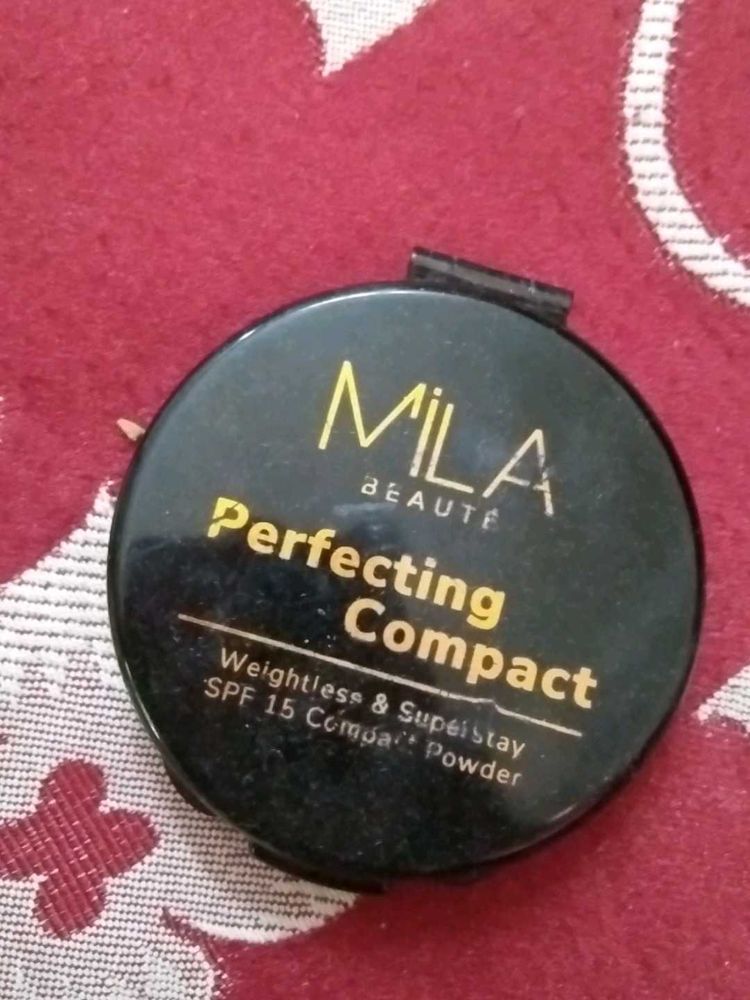 MiLA
BEAUTÉ
Perfecting
Compact
Weightless & Superstay
SPF 15 Compact Powder